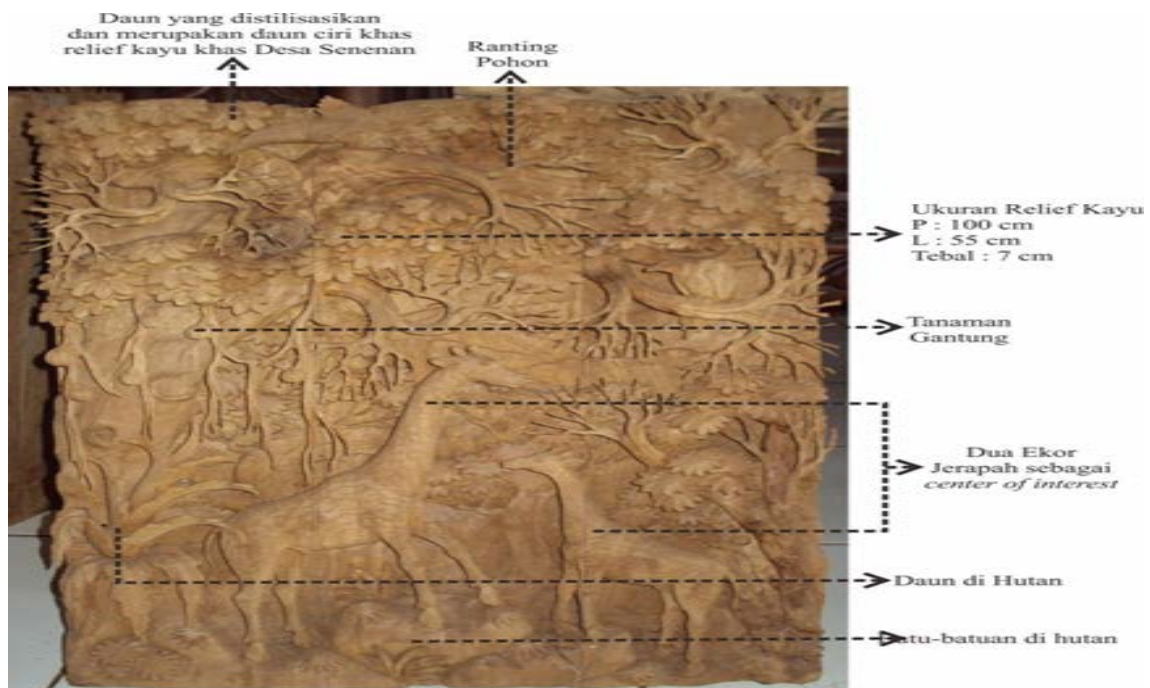 Daun yang distilisasikan
dan merupakan daun ciri khas
relief kayu khas Desa Senenan
Ranting
Pohon
Ukuran Relief Kayu
P : 100 cm
L : 55 cm
Tebal : 7 cm
Tanaman
Gantung
Dua Ekor
Jerapah sebagai
center of interest
Daun di Hutan
atu-batuan di hutan